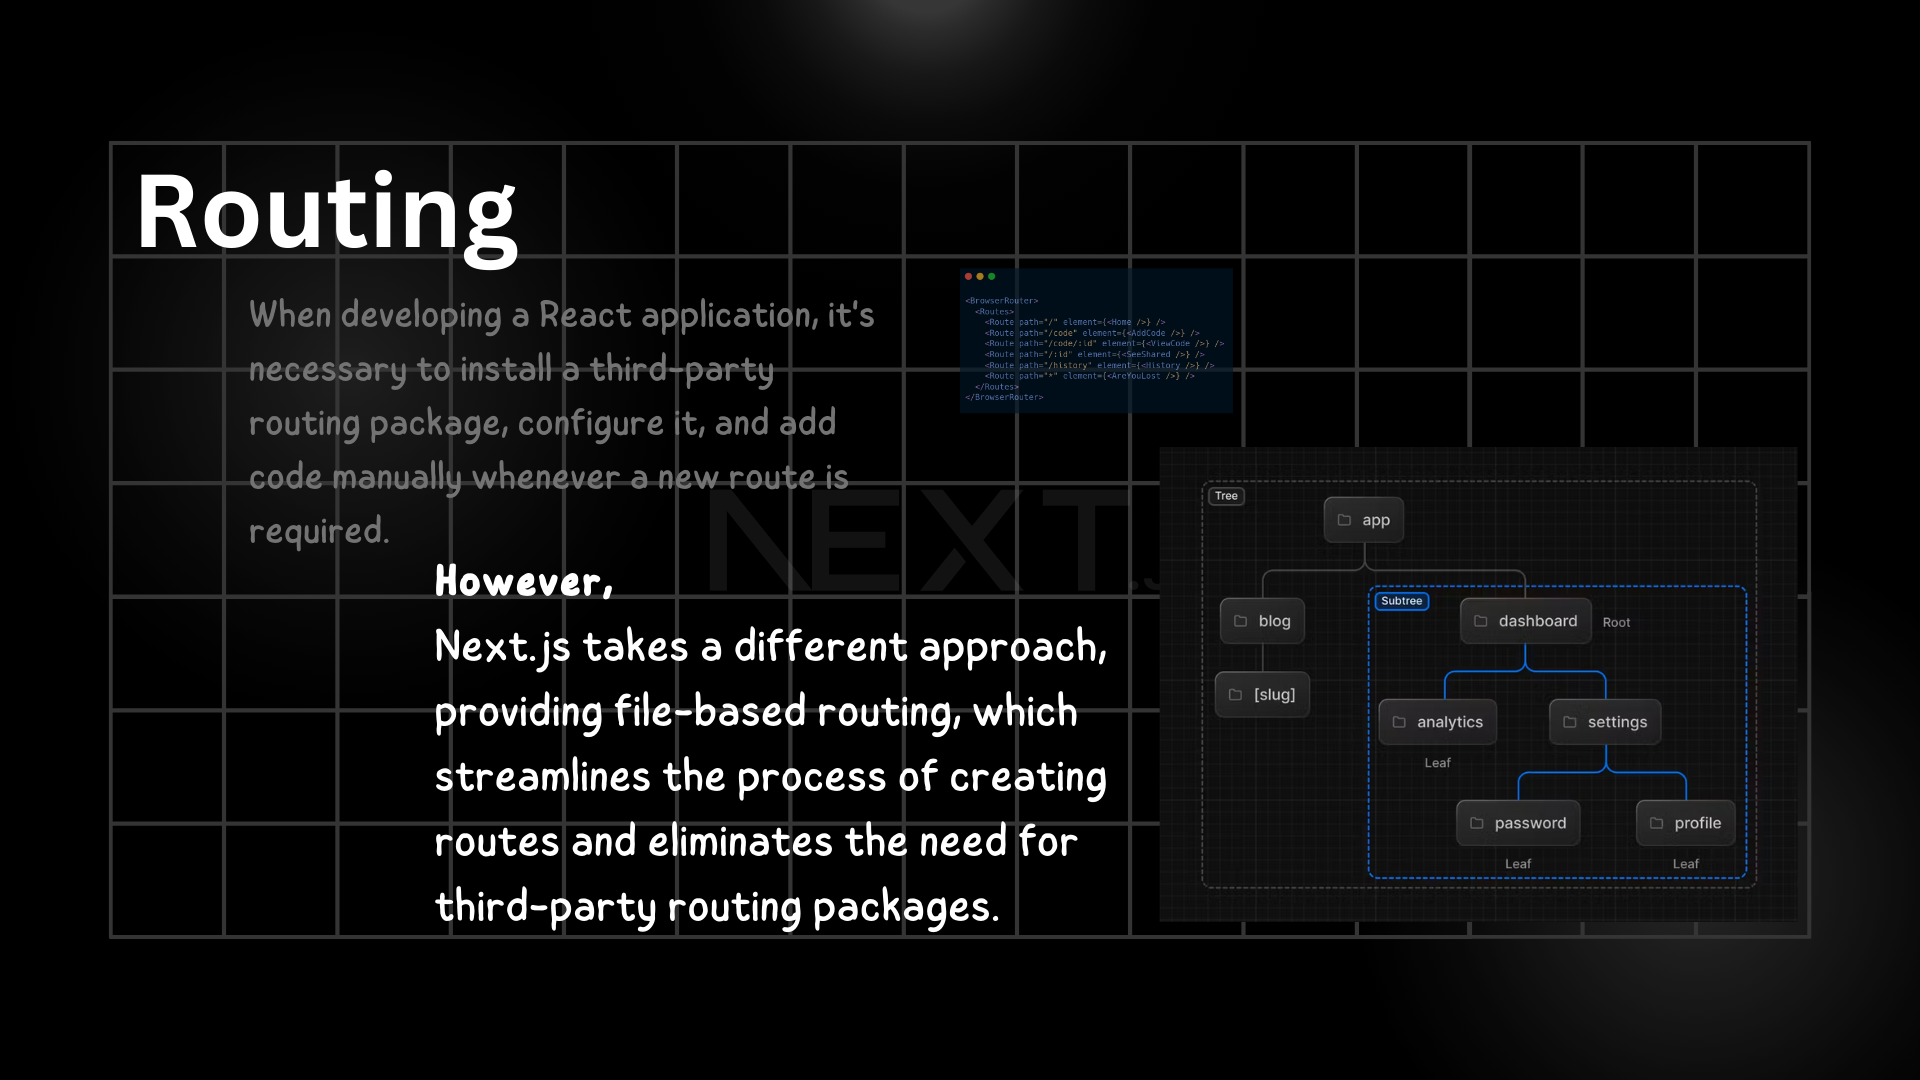 Routing
When developing a React application, it's
necessary to install a third-party
routing package, configure it, and add
code manually whenever a new route is
required.
<BrowserRouter>
<Routes>
<Route path="/" element={<Home />} />
<Route path="/code" element={<AddCode />} />
<Route path="/code/:id" element={<ViewCode />} />
<Route path="/:id" element={<SeeShared />} />
<Route path="/history" element={<History />} />
<Route path="*" element={<AreYouLost />} />
</Routes>
</BrowserRouter>
NEXT.
However,
Next.js takes a different approach,
providing file-based routing, which
streamlines the process of creating
routes and eliminates the need for
third-party routing packages.
Tree
app
Subtree
blog
dashboard
Root
[slug]
analytics
settings
Leaf
password
profile
Leaf
Leaf